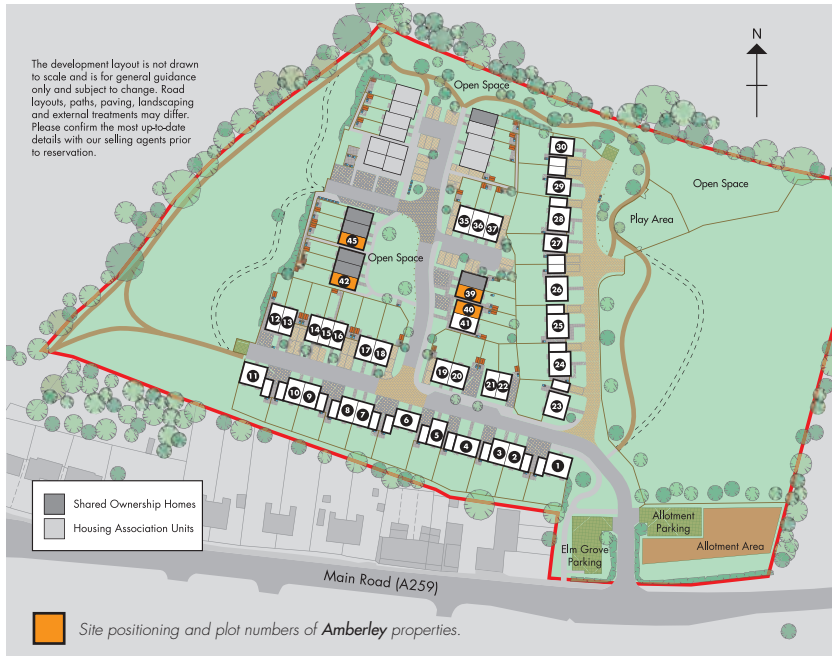 The development layout is not drawn
to scale and is for general guidance
only and subject to change. Road
layouts, paths, paving, landscaping
and external treatments may differ.
Please confirm the most up-to-date
details with our selling agents prior
to reservation.
N
Open Space
Open Space
Play Area
Open Space
30
29
28
27
26
25
24
23
35 36 37
45
42
39
40
41
12 13
14 15 16
17 18
19 20
21 22
11
10 9
8 7
6
5
4
3 2
1
Shared Ownership Homes
Housing Association Units
Allotment
Parking
Allotment Area
Elm Grove
Parking
Main Road (A259)
Site positioning and plot numbers of Amberley properties.